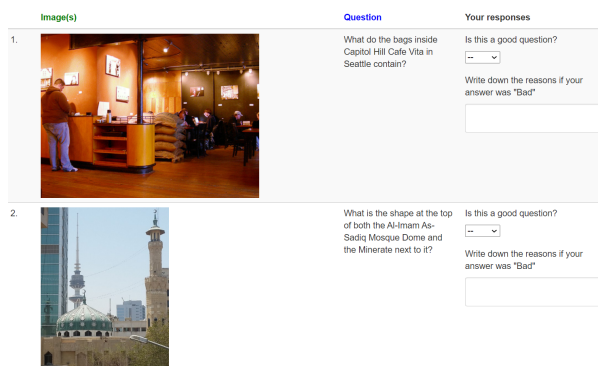 Image(s) Question Your responses
1. What do the bags inside Is this a good question?
Capitol Hill Cafe Vita in
Seattle contain?
--
Write down the reasons if your
answer was "Bad"
2. What is the shape at the top Is this a good question?
of both the Al-Imam As-
Sadiq Mosque Dome and
the Minerate next to it?
--
Write down the reasons if your
answer was "Bad"